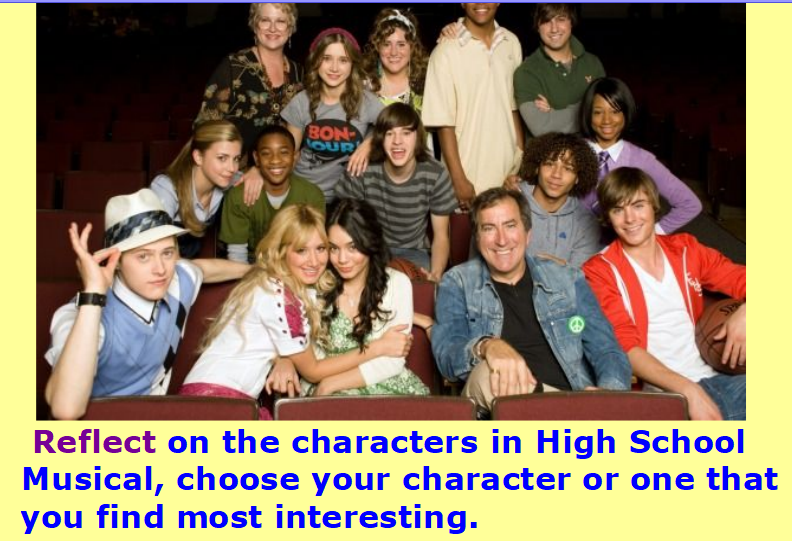 BON-
JOUR!
Reflect on the characters in High School
Musical, choose your character or one that
you find most interesting.